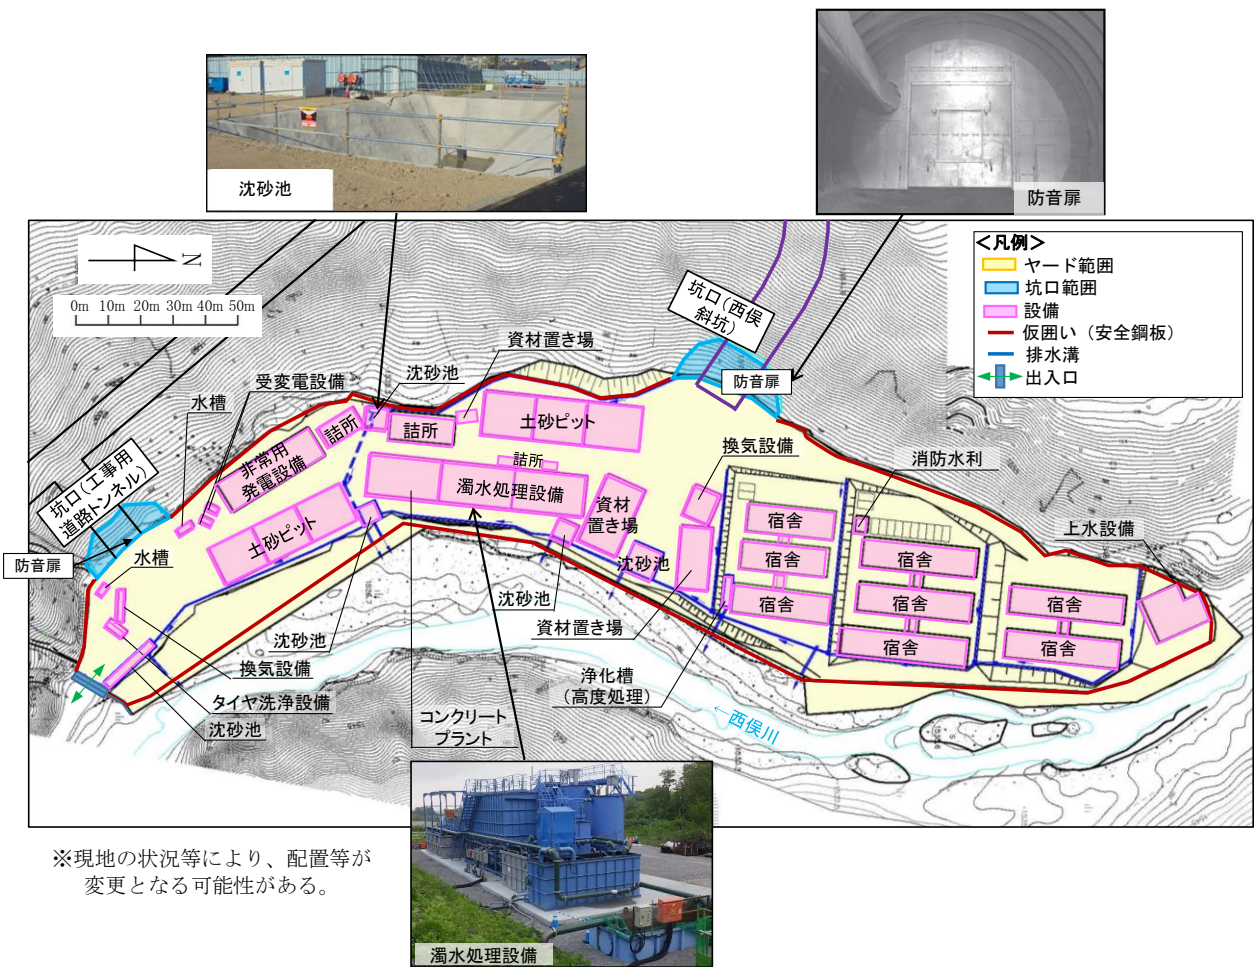 沈砂池
防音扉
<凡例>
ヤード範囲
坑口範囲
設備
仮囲い（安全鋼板）
排水溝
出入口
N
0m 10m 20m 30m 40m 50m
坑口(西俣
斜坑)
防音扉
資材置き場
沈砂池
受変電設備
水槽
詰所
詰所
土砂ピット
非常用
発電設備
詰所
濁水処理設備
換気設備
消防水利
坑口(工事用
道路トンネル)
防音扉
水槽
土砂ピット
資材
置き場
沈砂池
上水設備
宿舎
宿舎
宿舎
宿舎
宿舎
宿舎
宿舎
宿舎
沈砂池
資材置き場
沈砂池
換気設備
タイヤ洗浄設備
沈砂池
浄化槽
(高度処理)
コンクリート
プラント
←西俣川
※現地の状況等により、配置等が
変更となる可能性がある。
濁水処理設備